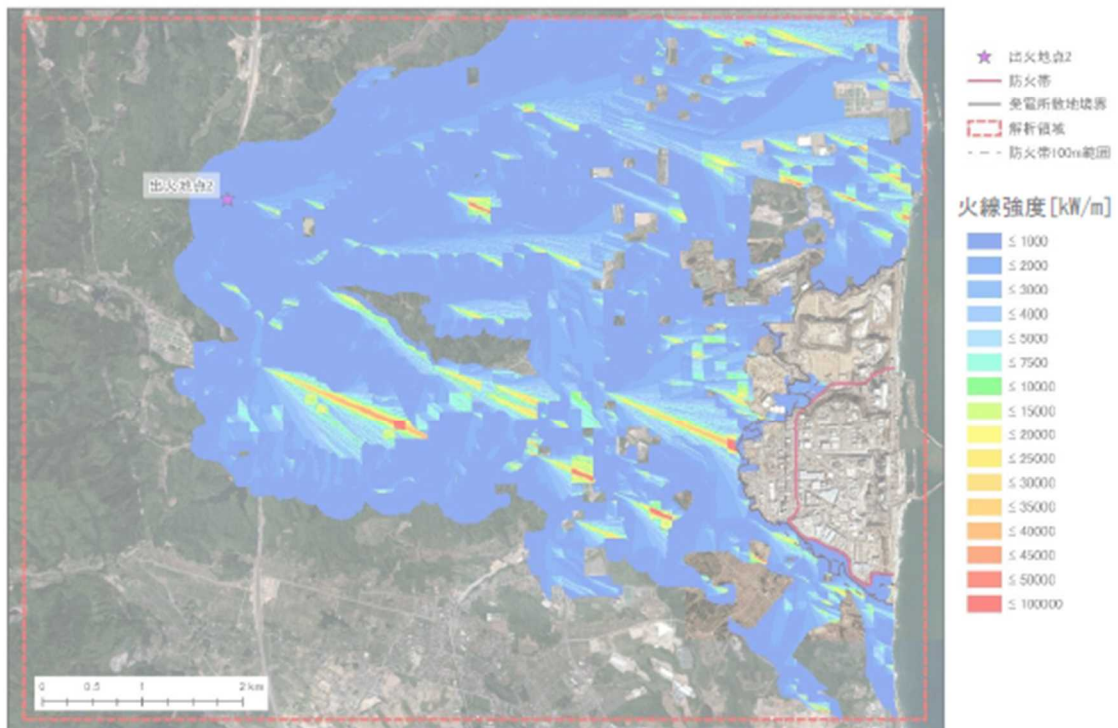 出火地点2
出火地点2
防火帯
発電所敷地境界
解析領域
防火帯100m範囲
火線強度[kW/m]
≤ 1000
≤ 2000
≤ 3000
≤ 4000
≤ 5000
≤ 7500
≤ 10000
≤ 15000
≤ 20000
≤ 25000
≤ 30000
≤ 35000
≤ 40000
≤ 45000
≤ 50000
≤ 100000
0 0.5 1 2 km